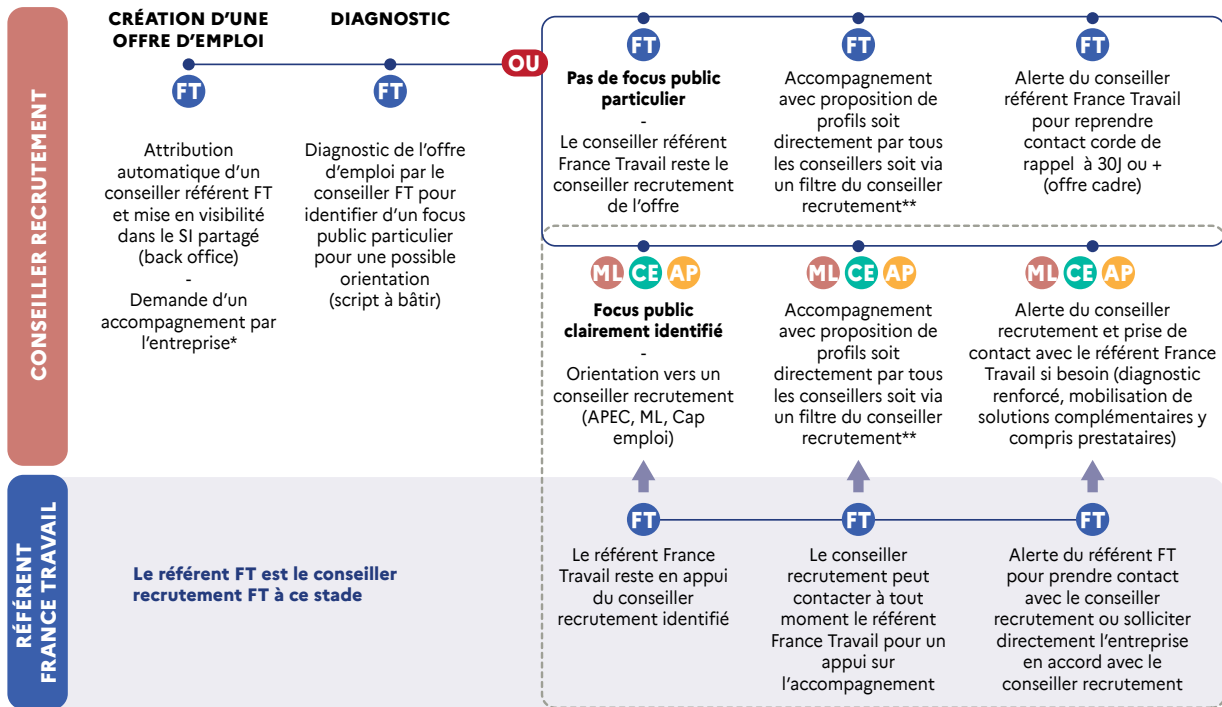 CONSEILLER RECRUTEMENT
CRÉATION D'UNE
OFFRE D'EMPLOI
FT
Attribution
automatique d'un
conseiller référent FT
et mise en visibilité
dans le SI partagé
(back office)
-
Demande d'un
accompagnement par
l'entreprise*
DIAGNOSTIC
FT
Diagnostic de l'offre
d'emploi par le
conseiller FT pour
identifier d'un focus
public particulier
pour une possible
orientation
(script à bâtir)
OU
FT
Pas de focus public
particulier
-
Le conseiller référent
France Travail reste le
conseiller recrutement
de l'offre
FT
Accompagnement
avec proposition de
profils soit
directement par tous
les conseillers soit via
un filtre du conseiller
recrutement**
FT
Alerte du conseiller
référent France Travail
pour reprendre
contact corde de
rappel à 30J ou +
(offre cadre)
ML CE AP
Focus public
clairement identifié
-
Orientation vers un
conseiller recrutement
(APEC, ML, Cap
emploi)
ML CE AP
Accompagnement
avec proposition de
profils soit
directement par tous
les conseillers soit via
un filtre du conseiller
recrutement**
ML CE AP
Alerte du conseiller
recrutement et prise de
contact avec le référent France
Travail si besoin (diagnostic
renforcé, mobilisation de
solutions complémentaires y
compris prestataires)
RÉFÉRENT
FRANCE TRAVAIL
Le référent FT est le conseiller
recrutement FT à ce stade
FT
Le référent France
Travail reste en appui
du conseiller
recrutement identifié
FT
Le conseiller
recrutement peut
contacter à tout
moment le référent
France Travail pour un
appui sur
l'accompagnement
FT
Alerte du référent FT
pour prendre contact
avec le conseiller
recrutement ou solliciter
directement l'entreprise
en accord avec le
conseiller recrutement